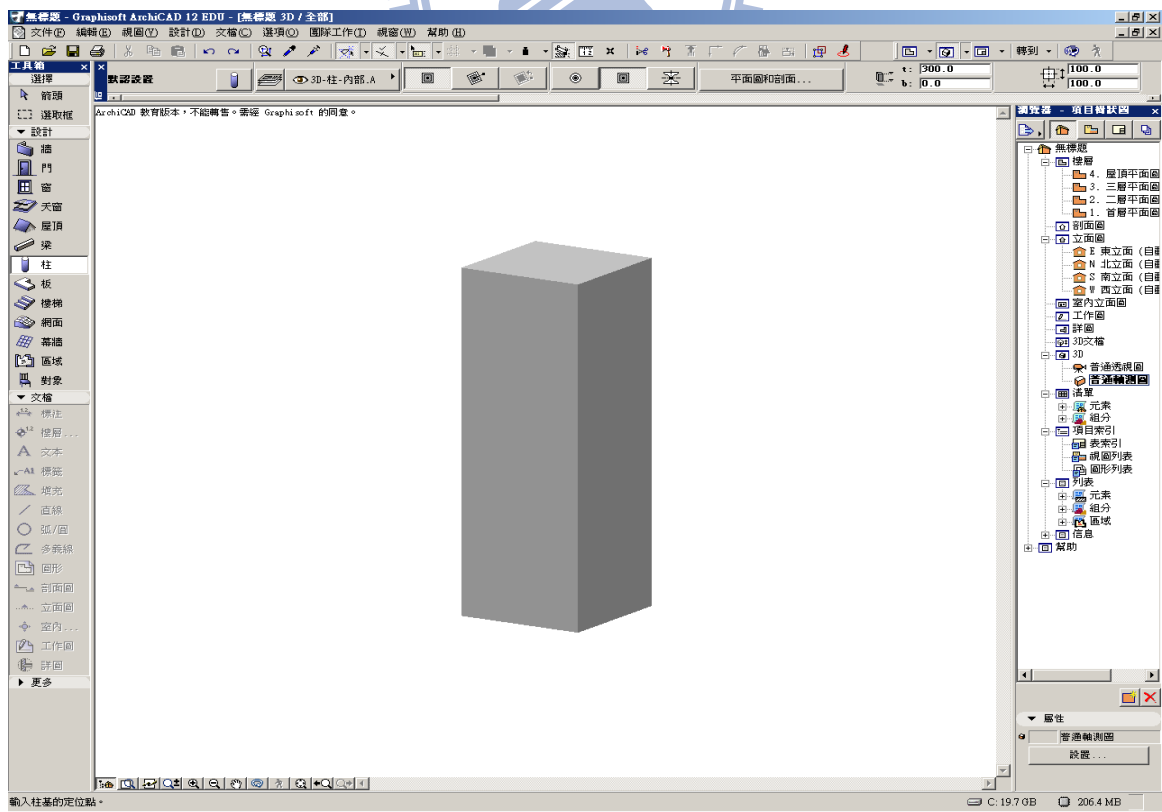 無標題 - Graphisoft ArchiCAD 12 EDU - [無標題 3D / 全部]
文件(F) 編輯(E) 視圖(V) 設計(D) 文檔(C) 選項(O) 團隊工作(T) 視窗(W) 幫助(H)
轉到
工具箱
選擇
箭頭
選取框
設計
牆
門
窗
天窗
屋頂
梁
柱
板
樓梯
網面
幕牆
區域
對象
文檔
標注
樓層...
文本
A1 標籤
填充
直線
弧/圓
多義線
圖形
剖面圖
立面圖
室內...
工作圖
詳圖
更多
默認設置
3D-柱-內部.A
平面圖和剖面...
t: 300.0
b: 0.0
100.0
100.0
ArchiCAD 教育版本，不能轉售。需經 Graphisoft 的同意。
瀏覽器 - 項目樹狀圖
無標題
樓層
4. 屋頂平面圖
3. 三層平面圖
2. 二層平面圖
1. 首層平面圖
剖面圖
立面圖
E 東立面 (自動
N 北立面 (自動
S 南立面 (自動
W 西立面 (自動
室內立面圖
工作圖
詳圖
3D文檔
3D
普通透視圖
普通軸測圖
清單
元素
組分
項目索引
表索引
視圖列表
圖形列表
列表
元素
組分
區域
信息
幫助
屬性
普通軸測圖
設置...
輸入柱基的定位點。
C: 19.7 GB
206.4 MB